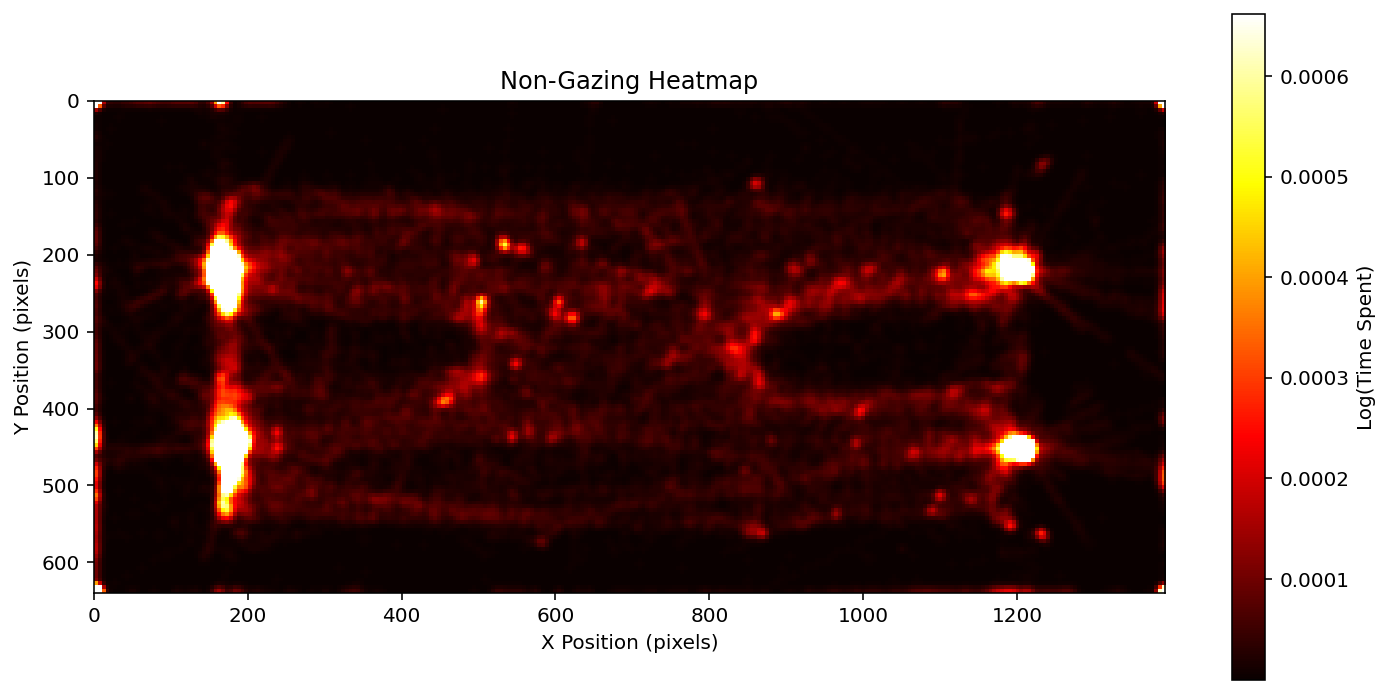 Non-Gazing Heatmap
0
100
200
300
400
500
600
Y Position (pixels)
0 200 400 600 800 1000 1200
X Position (pixels)
0.0006
0.0005
0.0004
0.0003
0.0002
0.0001
Log(Time Spent)